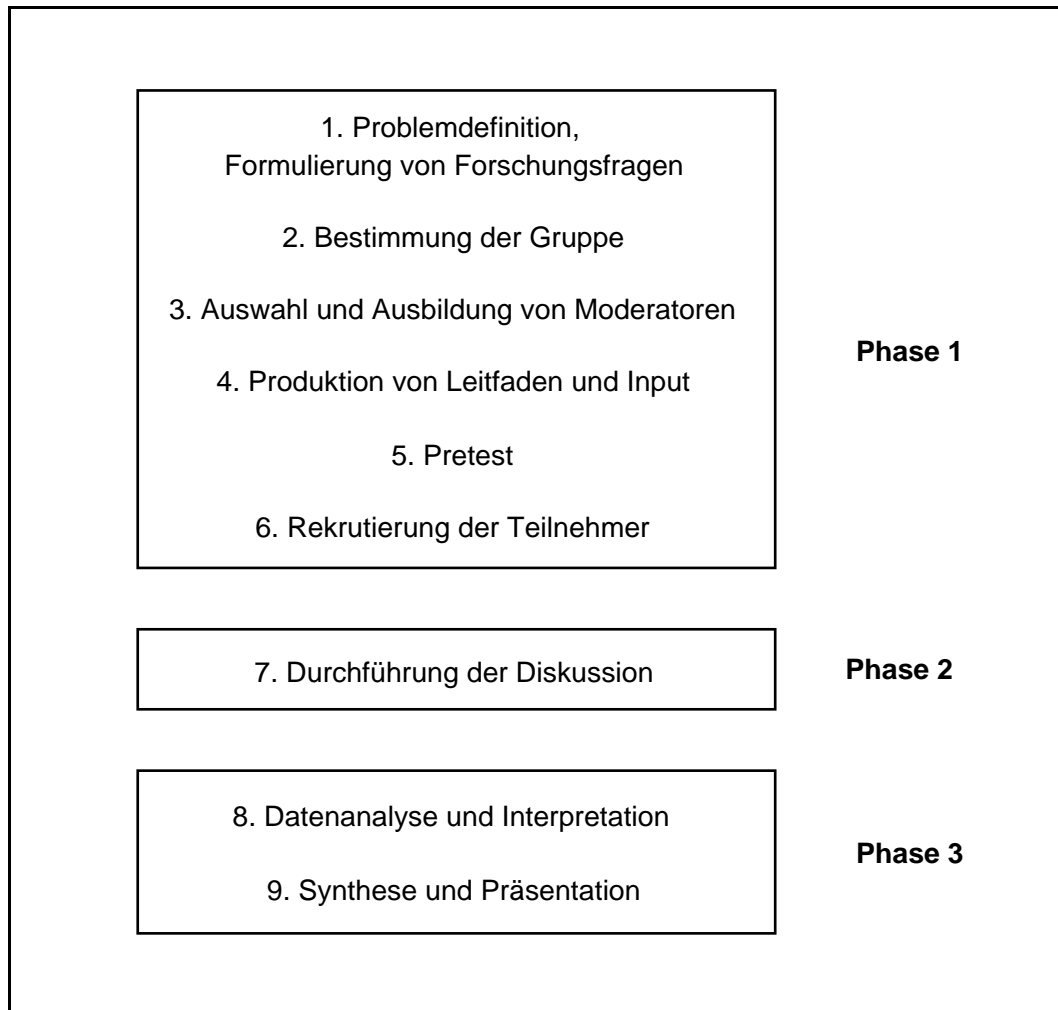 1. Problemdefinition,
Formulierung von Forschungsfragen
2. Bestimmung der Gruppe
3. Auswahl und Ausbildung von Moderatoren
4. Produktion von Leitfaden und Input
5. Pretest
6. Rekrutierung der Teilnehmer
Phase 1
7. Durchführung der Diskussion
Phase 2
8. Datenanalyse und Interpretation
9. Synthese und Präsentation
Phase 3